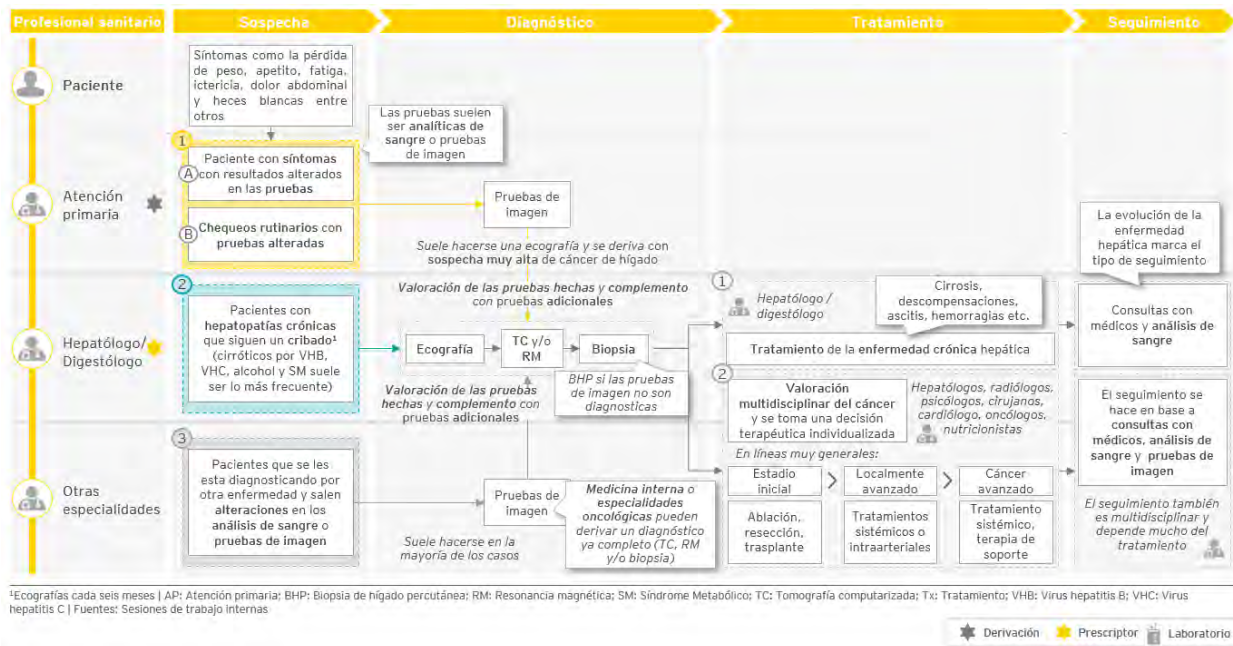 Profesional sanitario
Sospecha
Diagnóstico
Tratamiento
Seguimiento
Paciente
Síntomas como la pérdida
de peso, apetito, fatiga,
ictericia, dolor abdominal
y heces blancas entre
otros
Las pruebas suelen
ser analíticas de
sangre o pruebas
de imagen
Atención
primaria
1
A
Paciente con síntomas
con resultados alterados
en las pruebas
B
Chequeos rutinarios con
pruebas alteradas
Pruebas de
imagen
Suele hacerse una ecografía y se deriva con
sospecha muy alta de cáncer de hígado
La evolución de la
enfermedad
hepática marca el
tipo de seguimiento
Hepatólogo/
Digestólogo
2
Pacientes con
hepatopatías crónicas
que siguen un cribado¹
(cirróticos por VHB,
VHC, alcohol y SM suele
ser lo más frecuente)
Valoración de las pruebas hechas y complemento
con pruebas adicionales
Ecografía
TC y/o
RM
Biopsia
BHP si las pruebas
de imagen no son
diagnosticas
Valoración de las pruebas
hechas y complemento con
pruebas adicionales
1
Hepatólogo /
digestólogo
Cirrosis,
descompensaciones,
ascitis, hemorragias etc.
Tratamiento de la enfermedad crónica hepática
Consultas con
médicos y análisis de
sangre
2
Valoración
multidisciplinar del cáncer
y se toma una decisión
terapéutica individualizada
Hepatólogos, radiólogos,
psicólogos, cirujanos,
cardiólogo, oncólogos,
nutricionistas
En líneas muy generales:
Estadio
inicial
Localmente
avanzado
Cáncer
avanzado
Ablación,
resección,
trasplante
Tratamientos
sistémicos o
intraarteriales
Tratamiento
sistémico,
terapia de
soporte
El seguimiento se
hace en base a
consultas con
médicos, análisis de
sangre y pruebas de
imagen
El seguimiento también
es multidisciplinar y
depende mucho del
tratamiento
Otras
especialidades
3
Pacientes que se les
esta diagnosticando por
otra enfermedad y salen
alteraciones en los
análisis de sangre o
pruebas de imagen
Pruebas de
imagen
Suele hacerse en la
mayoría de los casos
Medicina interna o
especialidades
oncológicas pueden
derivar un diagnóstico
ya completo (TC, RM
y/o biopsia)
¹Ecografías cada seis meses | AP: Atención primaria; BHP: Biopsia de hígado percutánea; RM: Resonancia magnética; SM: Síndrome Metabólico; TC: Tomografía computarizada; Tx: Tratamiento; VHB: Virus hepatitis B; VHC: Virus
hepatitis C | Fuentes: Sesiones de trabajo internas
Derivación
Prescriptor
Laboratorio